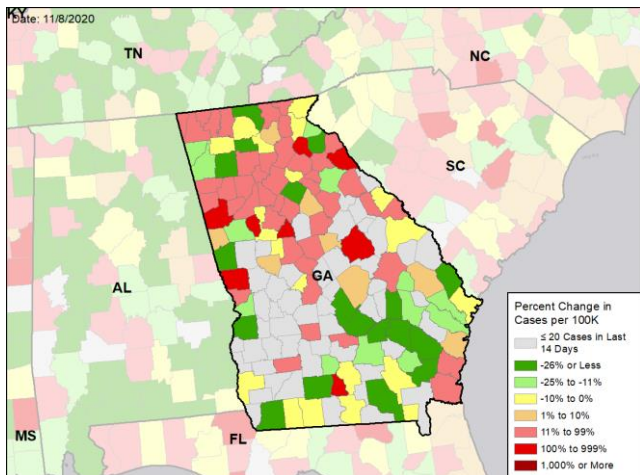 KY
Date: 11/8/2020
TN
NC
SC
AL
GA
MS
FL
Percent Change in
Cases per 100K
≤ 20 Cases in Last
14 Days
-26% or Less
-25% to -11%
-10% to 0%
1% to 10%
11% to 99%
100% to 999%
1,000% or More